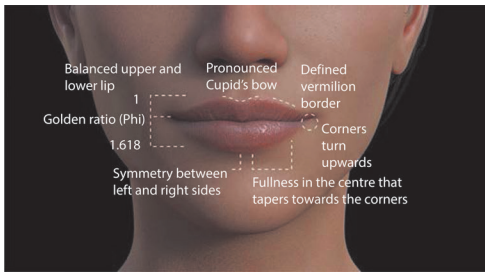 Balanced upper and
lower lip
Pronounced
Cupid's bow
Defined
vermilion
border
1
Golden ratio (Phi)
1.618
Corners
turn
upwards
Symmetry between
left and right sides
Fullness in the centre that
tapers towards the corners